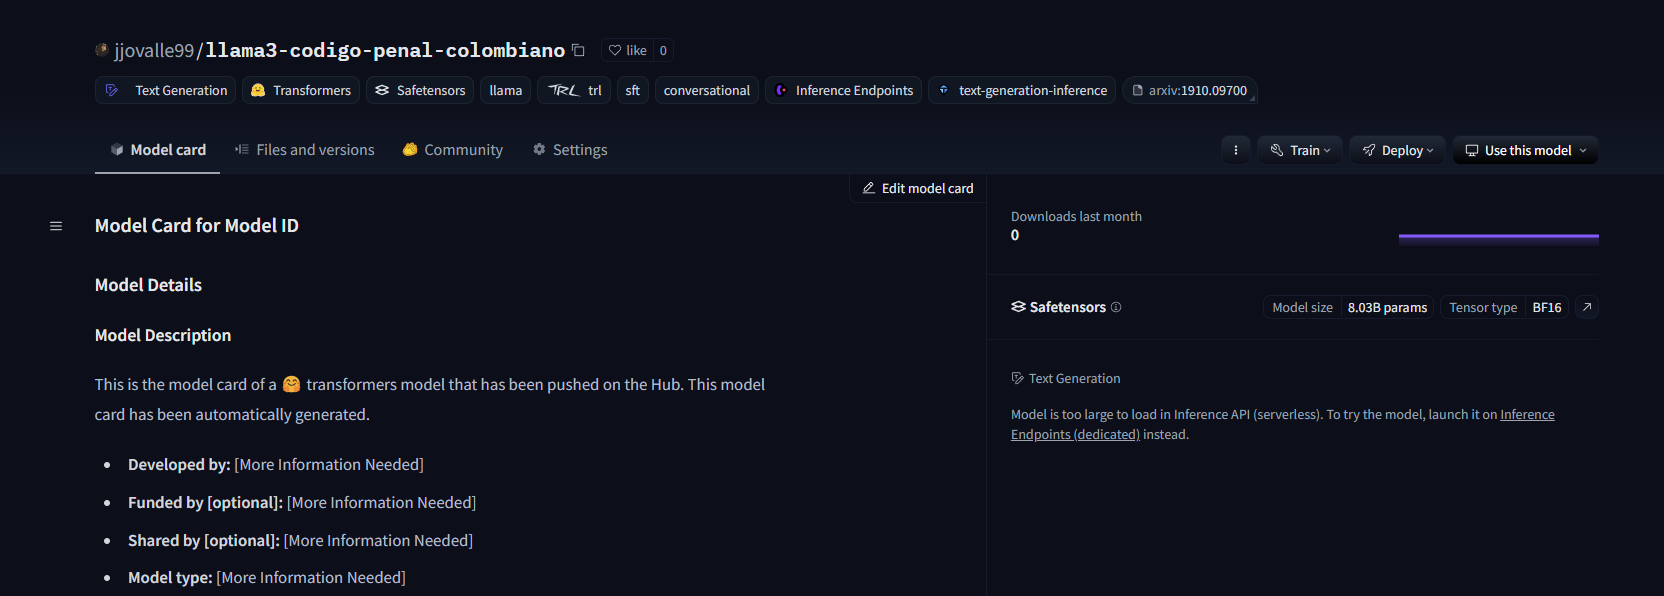 jjovalle99/llama3-codigo-penal-colombiano like 0
Text Generation Transformers Safetensors llama TRL trl sft conversational Inference Endpoints text-generation-inference arxiv:1910.09700
Model card Files and versions Community Settings Train Deploy Use this model
Edit model card
Model Card for Model ID
Model Details
Model Description
This is the model card of a 🤗 transformers model that has been pushed on the Hub. This model
card has been automatically generated.
• Developed by: [More Information Needed]
• Funded by [optional]: [More Information Needed]
• Shared by [optional]: [More Information Needed]
• Model type: [More Information Needed]
Downloads last month
0
Safetensors Model size 8.03B params Tensor type BF16
Text Generation
Model is too large to load in Inference API (serverless). To try the model, launch it on Inference
Endpoints (dedicated) instead.